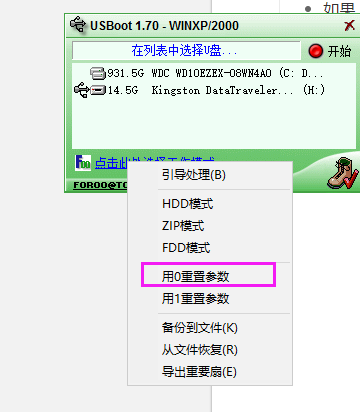 如果
USBoot 1.70 - WINXP/2000
在列表中选择U盘...
开始
931.5G WDC WD10EZEX-08WN4A0 (C: D...
14.5G Kingston DataTraveler... (H:)
点击此处选择工作模式
FOROO@TO
引导处理(B)
HDD模式
ZIP模式
FDD模式
用0重置参数
用1重置参数
备份到文件(K)
从文件恢复(R)
导出重要扇(E)